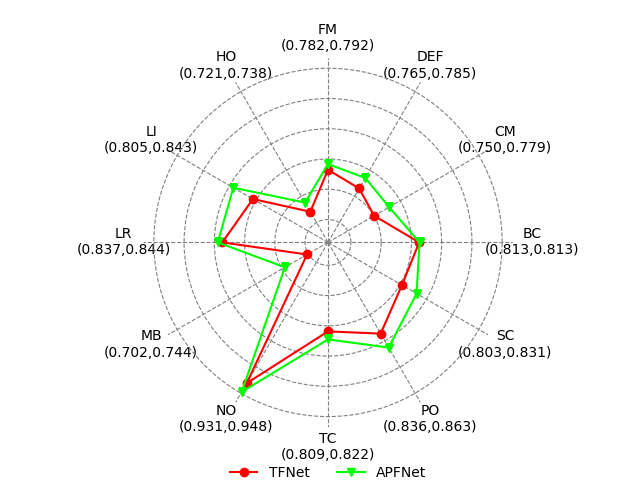 FM
(0.782,0.792)
HO
(0.721,0.738)
DEF
(0.765,0.785)
LI
(0.805,0.843)
CM
(0.750,0.779)
LR
(0.837,0.844)
BC
(0.813,0.813)
MB
(0.702,0.744)
SC
(0.803,0.831)
NO
(0.931,0.948)
PO
(0.836,0.863)
TC
(0.809,0.822)
TFNet
APFNet